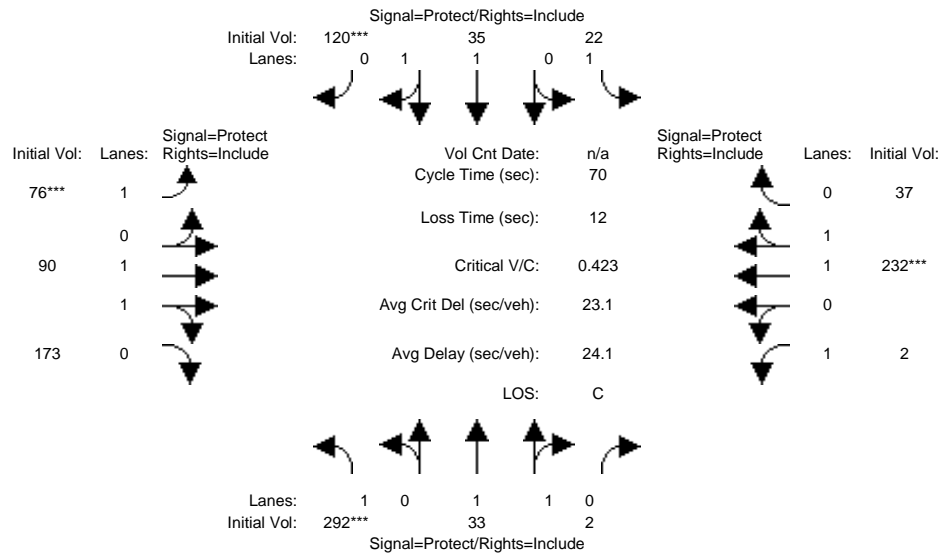 Signal=Protect/Rights=Include
Initial Vol: 120*** 35 22
Lanes: 0 1 1 0 1
Signal=Protect
Initial Vol: Lanes: Rights=Include
Vol Cnt Date: n/a
Signal=Protect
Rights=Include Lanes: Initial Vol:
Cycle Time (sec): 70
76*** 1 0 37
Loss Time (sec): 12
0 1
90 1 Critical V/C: 0.423 1 232***
1 Avg Crit Del (sec/veh): 23.1 0
173 0 Avg Delay (sec/veh): 24.1 1 2
LOS: C
Lanes: 1 0 1 1 0
Initial Vol: 292*** 33 2
Signal=Protect/Rights=Include